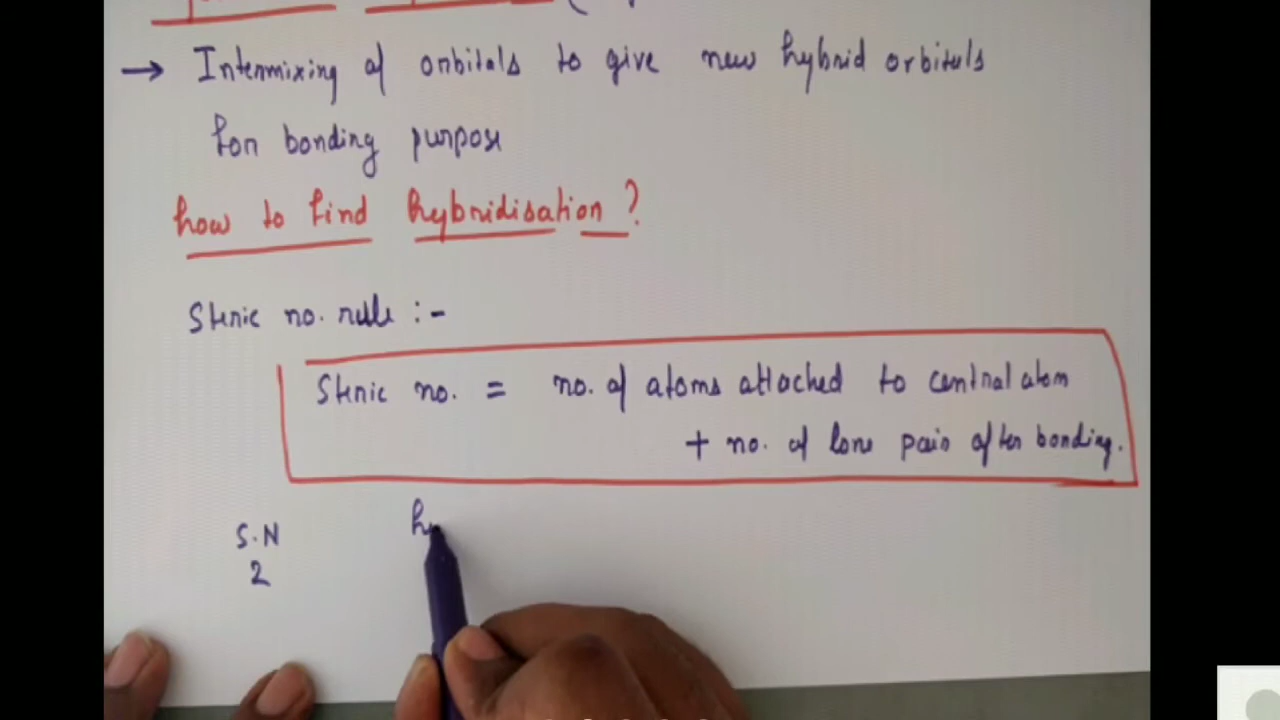 → Intermixing of orbitals to give new hybrid orbitals
for bonding purpose
how to find hybridisation ?
Steric no. rule :-
Steric no. = no. of atoms attached to central atom
+ no. of lone pair after bonding.
S.N
2